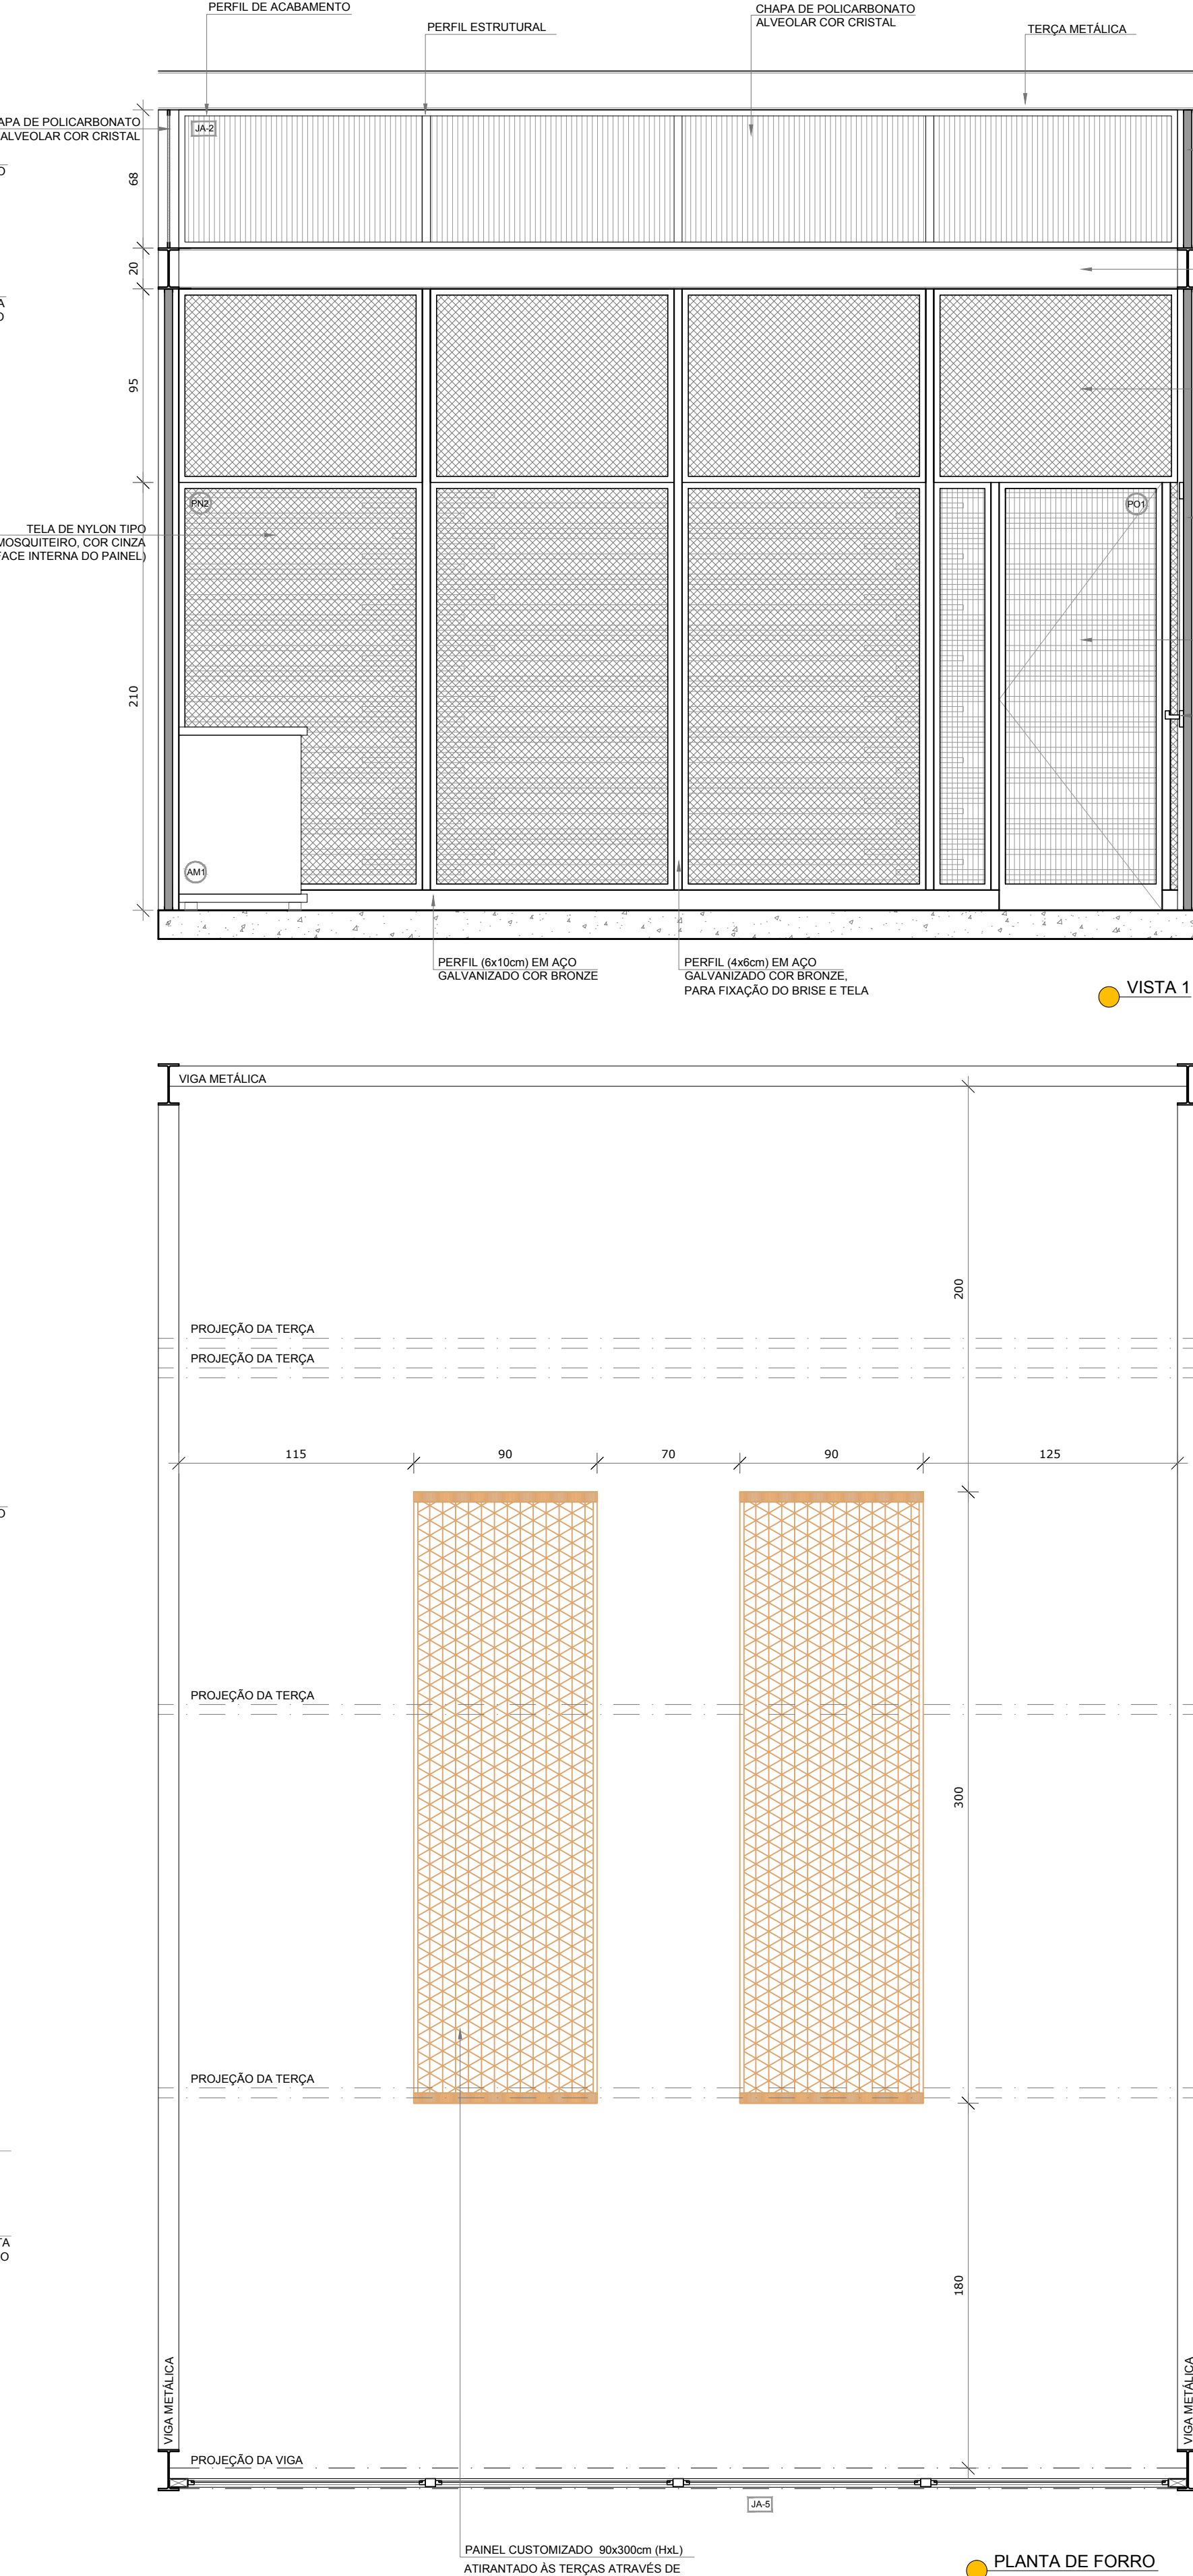 PERFIL DE ACABAMENTO
PERFIL ESTRUTURAL
CHAPA DE POLICARBONATO
ALVEOLAR COR CRISTAL
TERÇA METÁLICA
APA DE POLICARBONATO
ALVEOLAR COR CRISTAL
JA-2
68
20
95
210
PN2
PO1
TELA DE NYLON TIPO
MOSQUITEIRO, COR CINZA
FACE INTERNA DO PAINEL)
AM1
PERFIL (6x10cm) EM AÇO
GALVANIZADO COR BRONZE
PERFIL (4x6cm) EM AÇO
GALVANIZADO COR BRONZE,
PARA FIXAÇÃO DO BRISE E TELA
VISTA 1
VIGA METÁLICA
200
PROJEÇÃO DA TERÇA
PROJEÇÃO DA TERÇA
115
90
70
90
125
PROJEÇÃO DA TERÇA
300
PROJEÇÃO DA TERÇA
180
VIGA METÁLICA
VIGA METÁLICA
PROJEÇÃO DA VIGA
JA-5
PAINEL CUSTOMIZADO 90x300cm (HxL)
ATIRANTADO ÀS TERÇAS ATRAVÉS DE
PLANTA DE FORRO